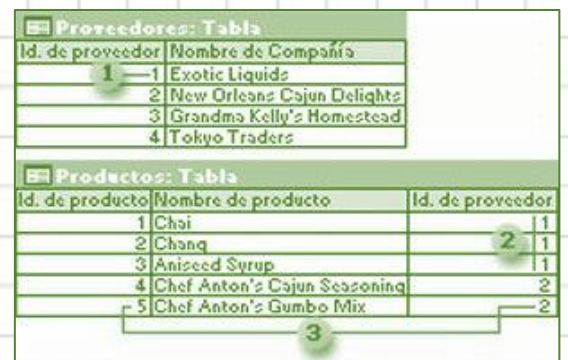 Proveedores: Tabla
Id. de proveedor Nombre de Compañía
1 1 Exotic Liquids
2 New Orleans Cajun Delights
3 Grandma Kelly's Homestead
4 Tokyo Traders
Productos: Tabla
Id. de producto Nombre de producto Id. de proveedor
1 Chai 1
2 Chang 2 1
3 Aniseed Syrup 1
4 Chef Anton's Cajun Seasoning 2
5 Chef Anton's Gumbo Mix 2
3